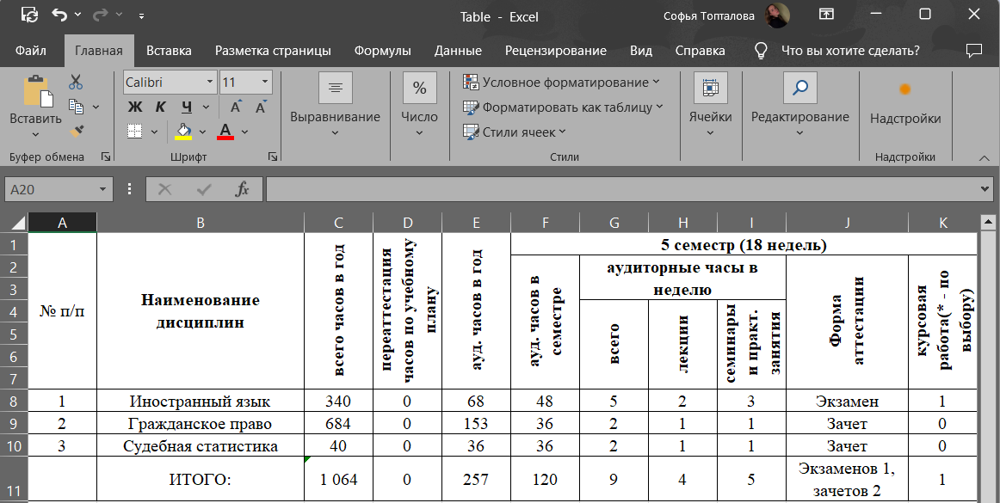 Table - Excel
Софья Топталова
Файл Главная Вставка Разметка страницы Формулы Данные Рецензирование Вид Справка Что вы хотите сделать?
Вставить
Буфер обмена
Calibri 11
Ж К Ч А А
А
Шрифт
Выравнивание
%
Число
Условное форматирование
Форматировать как таблицу
Стили ячеек
Стили
Ячейки
Редактирование
Надстройки
Надстройки
A20 fx
A B C D E F G H I J K
1 2 3 4 5 6 7 8 9 10 11
№ п/п
Наименование
дисциплин
всего часов в год
переаттестация
часов по учебному
плану
ауд. часов в год
5 семестр (18 недель)
ауд. часов в
семестре
аудиторные часы в
неделю
всего
лекции
семинары
и практ.
занятия
Форма
аттестации
курсовая
работа(* - по
выбору)
1 Иностранный язык 340 0 68 48 5 2 3 Экзамен 1
2 Гражданское право 684 0 153 36 2 1 1 Зачет 0
3 Судебная статистика 40 0 36 36 2 1 1 Зачет 0
ИТОГО: 1 064 0 257 120 9 4 5 Экзаменов 1,
зачетов 2 1